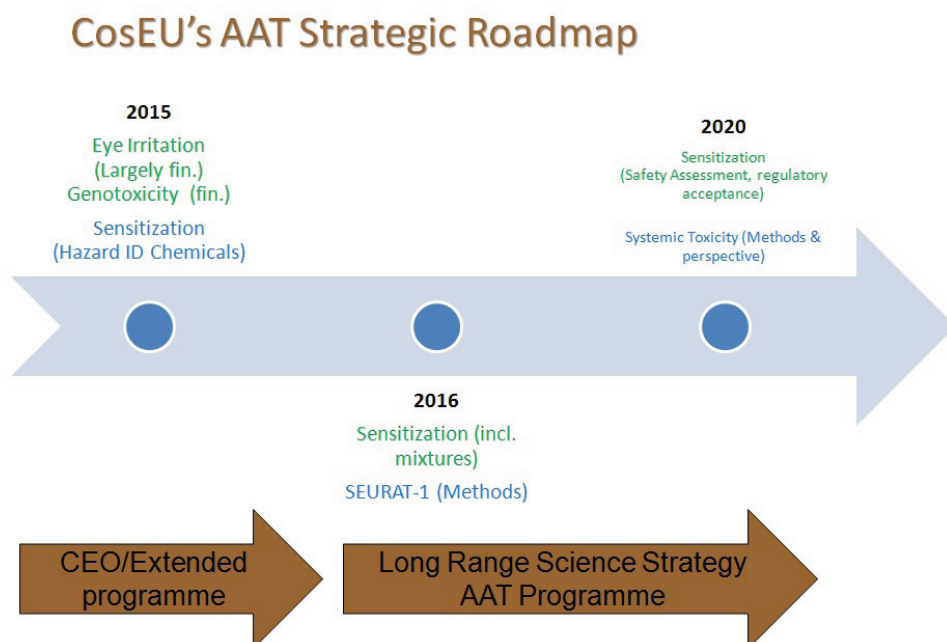 CosEU's AAT Strategic Roadmap
2015
Eye Irritation
(Largely fin.)
Genotoxicity (fin.)
Sensitization
(Hazard ID Chemicals)
2020
Sensitization
(Safety Assessment, regulatory
acceptance)
Systemic Toxicity (Methods &
perspective)
2016
Sensitization (incl.
mixtures)
SEURAT-1 (Methods)
CEO/Extended
programme
Long Range Science Strategy
AAT Programme